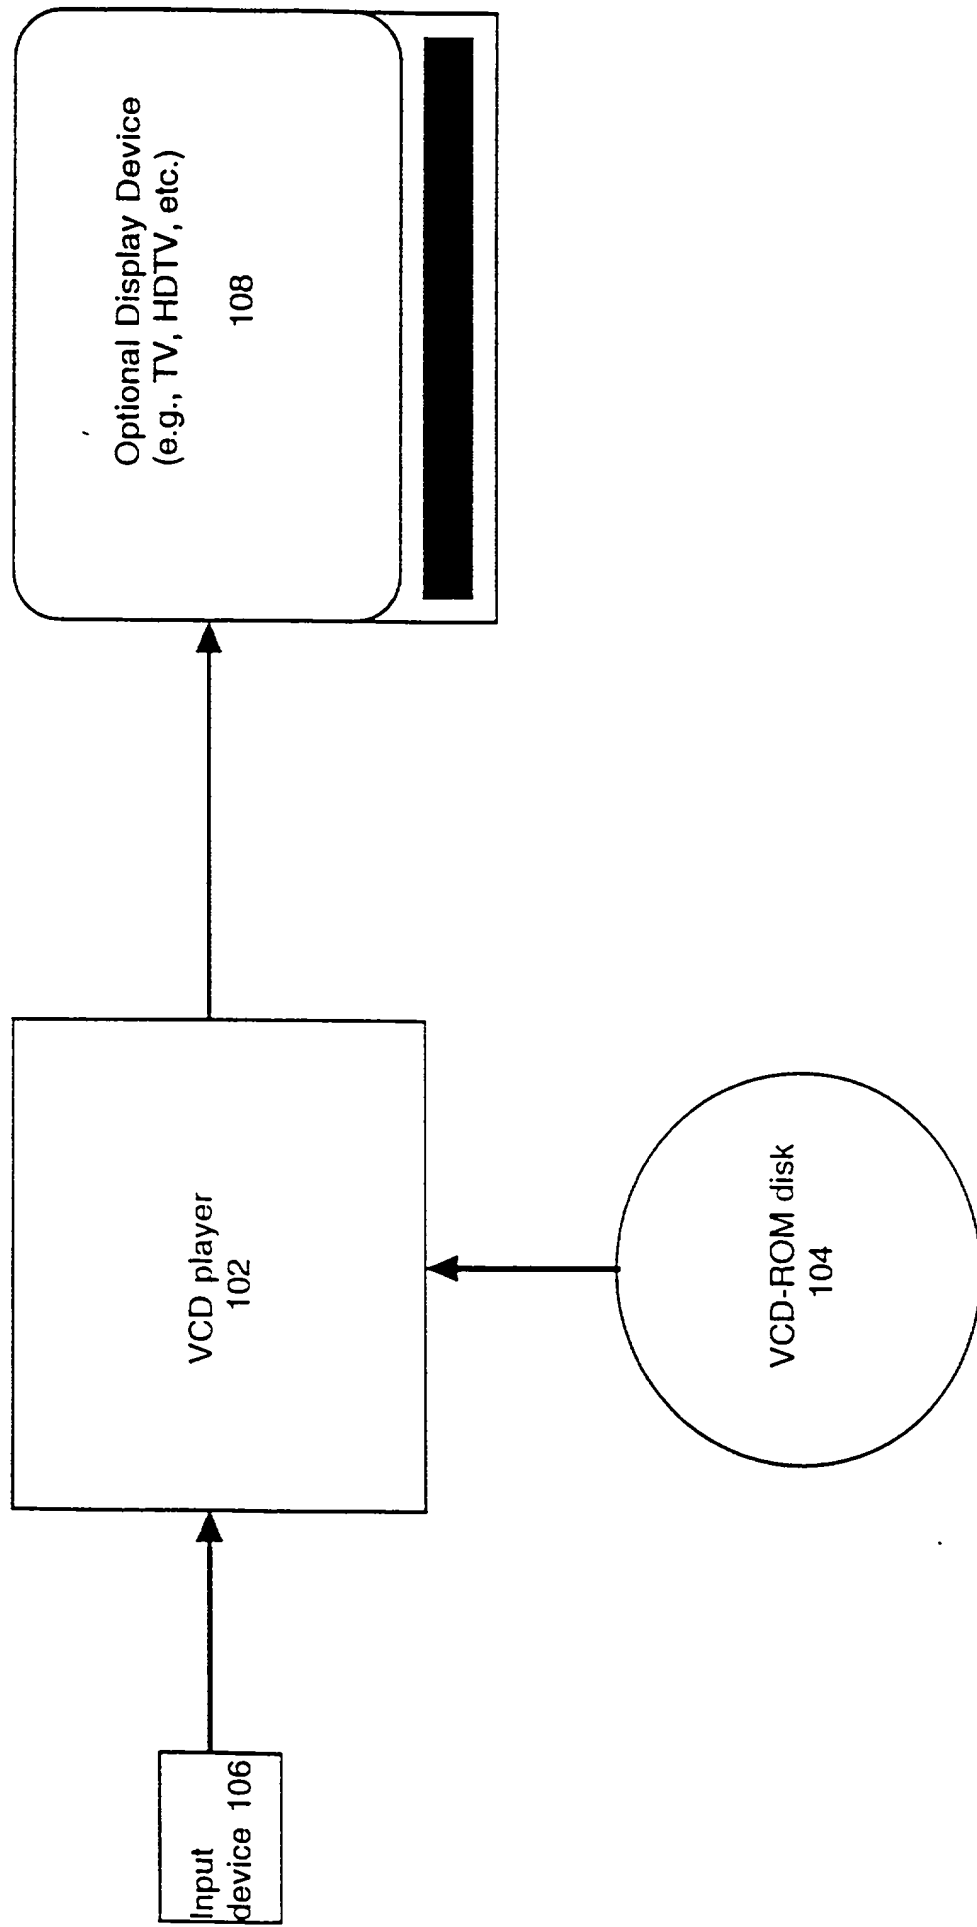 Input
device 106
VCD player
102
VCD-ROM disk
104
Optional Display Device
(e.g., TV, HDTV, etc.)
108